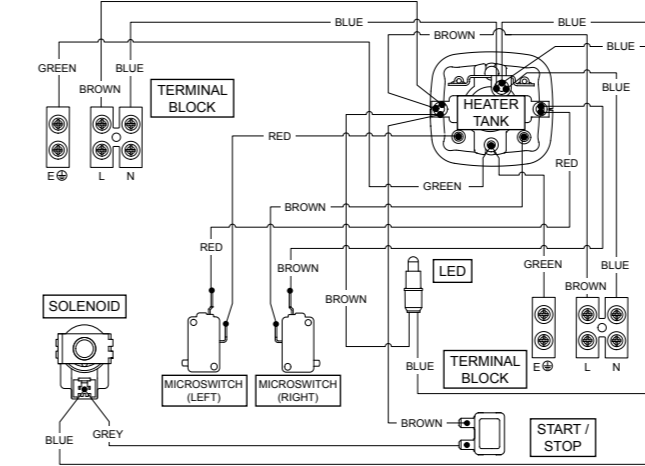 BLUE
BLUE
BROWN
BLUE
GREEN
BLUE
BROWN
TERMINAL
BLOCK
BLUE
HEATER
TANK
RED
RED
E L N
GREEN
BROWN
RED
BROWN
LED
GREEN
BLUE
BROWN
BROWN
SOLENOID
BLUE
TERMINAL
BLOCK
E L N
MICROSWITCH
(LEFT)
MICROSWITCH
(RIGHT)
BROWN
START /
STOP
BLUE
GREY